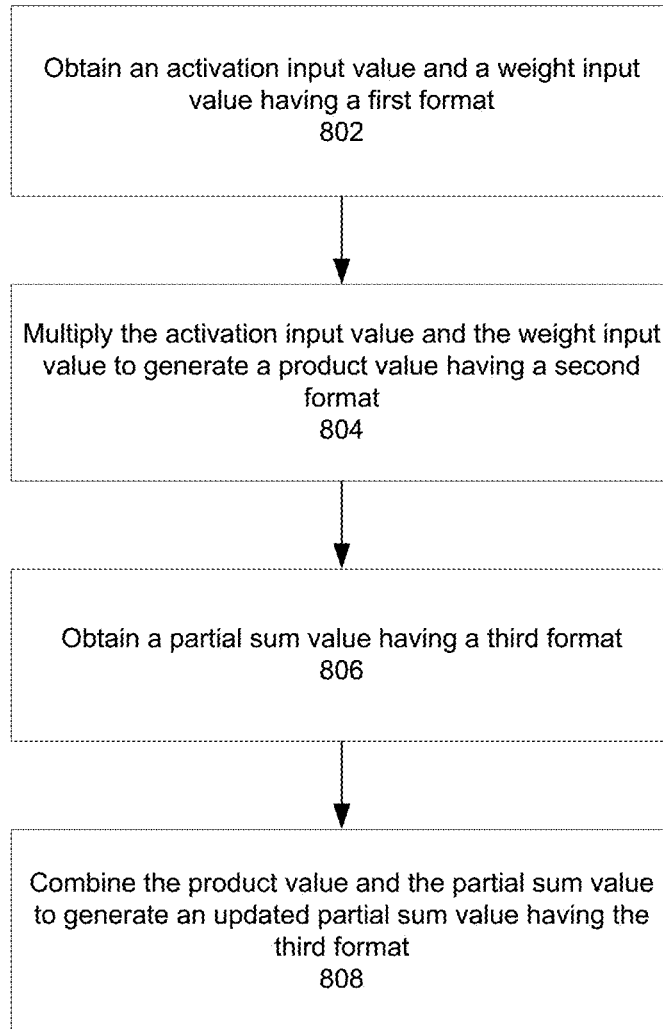 Obtain an activation input value and a weight input
value having a first format
802
Multiply the activation input value and the weight input
value to generate a product value having a second
format
804
Obtain a partial sum value having a third format
806
Combine the product value and the partial sum value
to generate an updated partial sum value having the
third format
808